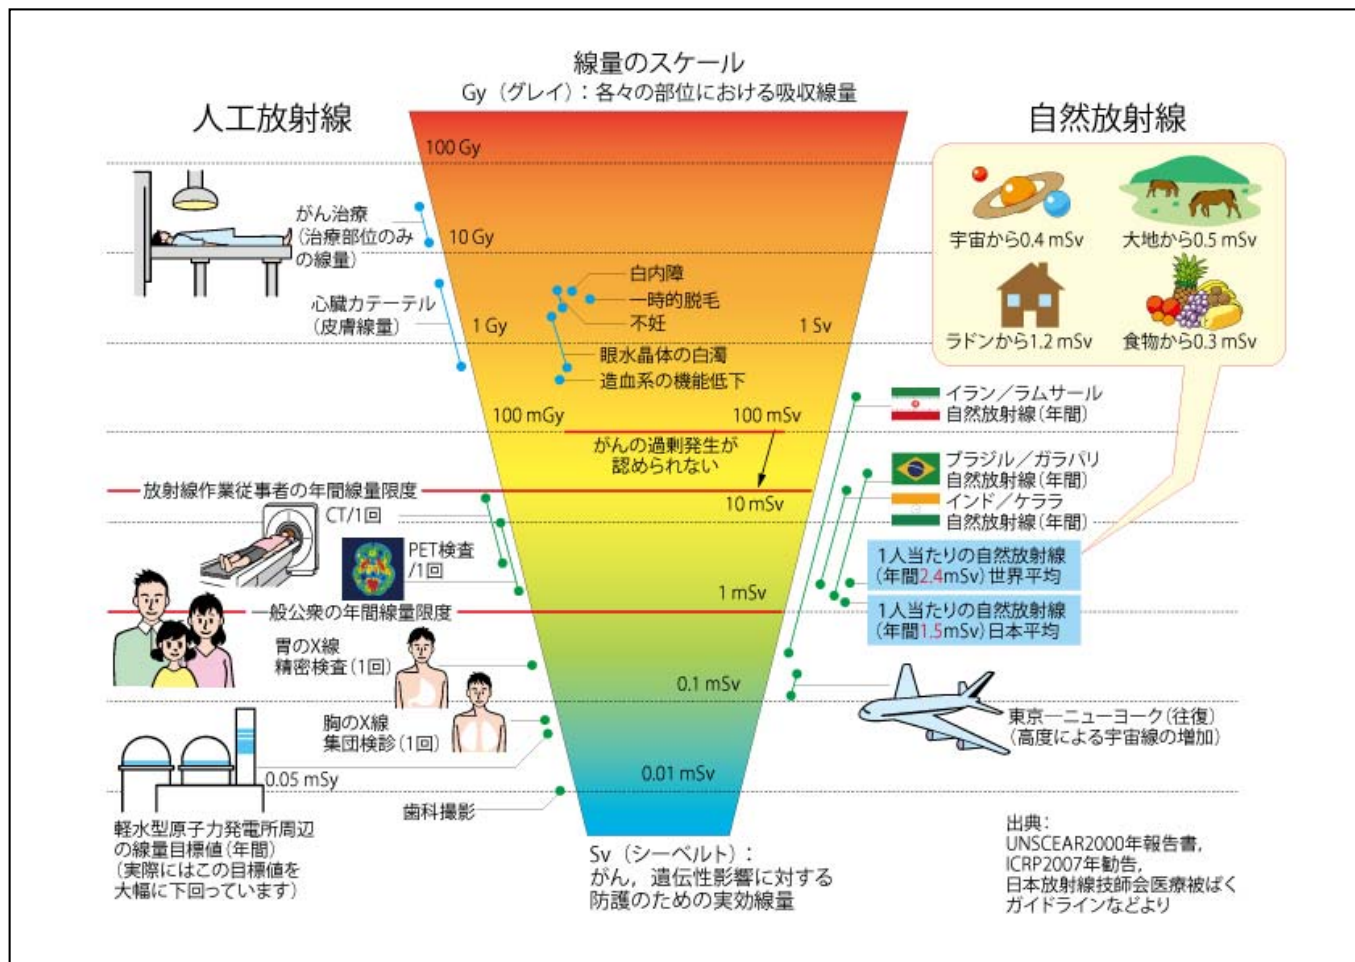 線量のスケール
Gy（グレイ）：各々の部位における吸収線量
人工放射線
自然放射線
100 Gy
がん治療
（治療部位のみ
の線量）
10 Gy
宇宙から0.4 mSv
大地から0.5 mSv
ラドンから1.2 mSv
食物から0.3 mSv
心臓カテーテル
（皮膚線量）
白内障
一時的脱毛
不妊
1 Gy
1 Sv
眼水晶体の白濁
造血系の機能低下
イラン／ラムサール
自然放射線（年間）
100 mGy
100 mSv
がんの過剰発生が
認められない
ブラジル／ガラパリ
自然放射線（年間）
インド／ケララ
自然放射線（年間）
放射線作業従事者の年間線量限度
10 mSv
CT/1回
PET検査
/1回
1人当たりの自然放射線
（年間2.4mSv）世界平均
1 mSv
一般公衆の年間線量限度
1人当たりの自然放射線
（年間1.5mSv）日本平均
胃のX線
精密検査（1回）
0.1 mSv
東京―ニューヨーク（往復）
（高度による宇宙線の増加）
胸のX線
集団検診（1回）
0.05 mSy
0.01 mSv
歯科撮影
軽水型原子力発電所周辺
の線量目標値（年間）
（実際にはこの目標値を
大幅に下回っています）
Sv（シーベルト）：
がん，遺伝性影響に対する
防護のための実効線量
出典：
UNSCEAR2000年報告書，
ICRP2007年勧告，
日本放射線技師会医療被ばく
ガイドラインなどより